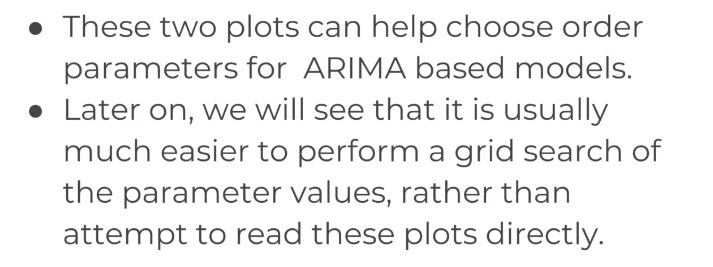 ● These two plots can help choose order
parameters for ARIMA based models.
● Later on, we will see that it is usually
much easier to perform a grid search of
the parameter values, rather than
attempt to read these plots directly.